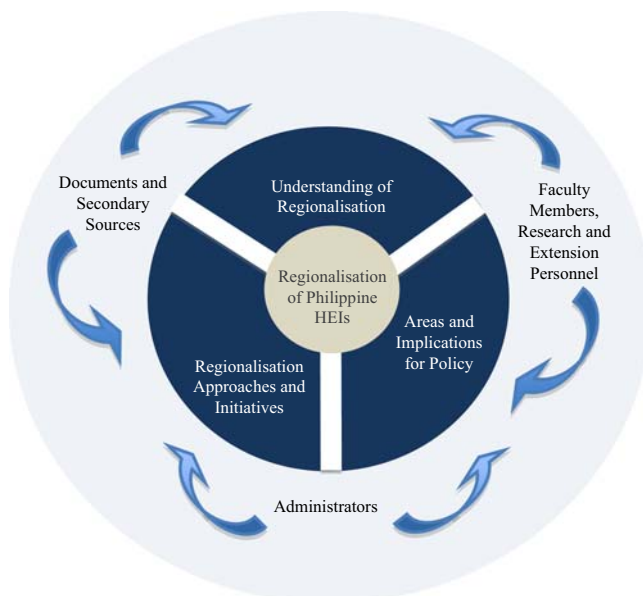 Understanding of
Regionalisation
Documents and
Secondary
Sources
Faculty
Members,
Research and
Extension
Personnel
Regionalisation
of Philippine
HEIs
Areas and
Implications
for Policy
Regionalisation
Approaches and
Initiatives
Administrators